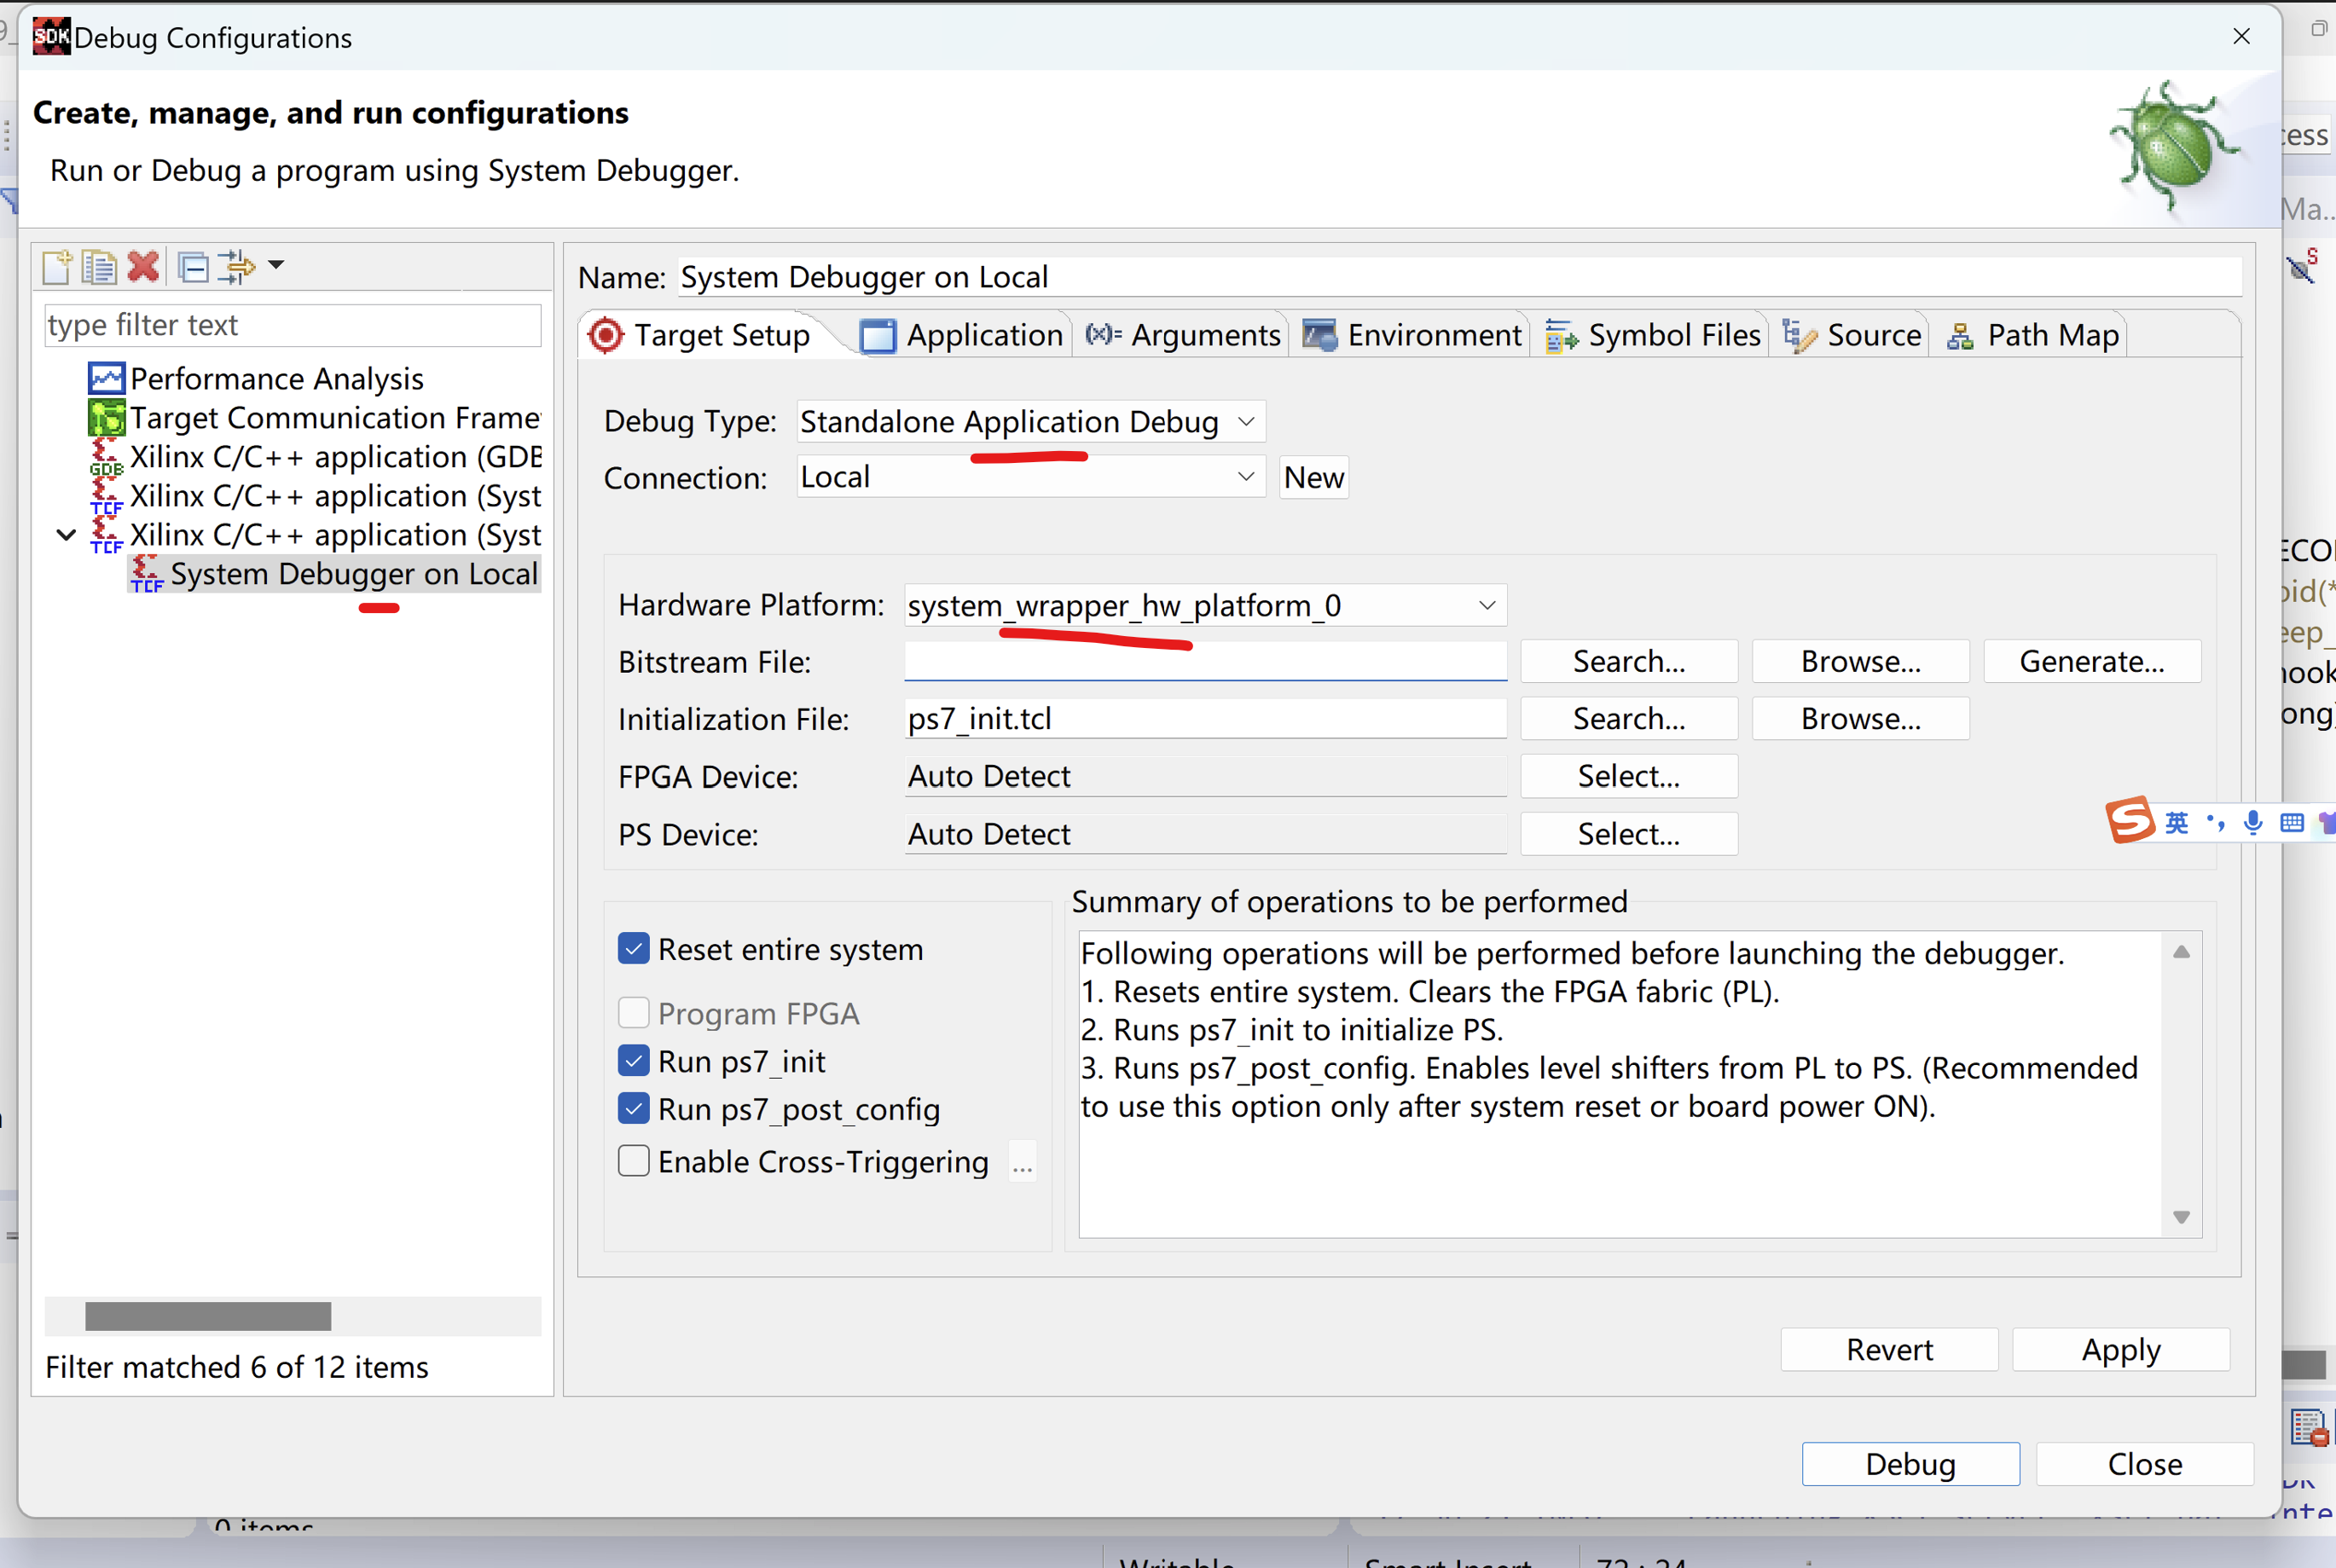 SDK Debug Configurations
Create, manage, and run configurations
Run or Debug a program using System Debugger.
type filter text
Performance Analysis
Target Communication Frame
GDB Xilinx C/C++ application (GDB
TCF Xilinx C/C++ application (Syst
TCF Xilinx C/C++ application (Syst
TCF System Debugger on Local
Filter matched 6 of 12 items
Name: System Debugger on Local
Target Setup Application (x)= Arguments Environment Symbol Files Source Path Map
Debug Type: Standalone Application Debug
Connection: Local New
Hardware Platform: system_wrapper_hw_platform_0
Bitstream File: Search... Browse... Generate...
Initialization File: ps7_init.tcl Search... Browse...
FPGA Device: Auto Detect Select...
PS Device: Auto Detect Select...
Reset entire system
Program FPGA
Run ps7_init
Run ps7_post_config
Enable Cross-Triggering ...
Summary of operations to be performed
Following operations will be performed before launching the debugger.
1. Resets entire system. Clears the FPGA fabric (PL).
2. Runs ps7_init to initialize PS.
3. Runs ps7_post_config. Enables level shifters from PL to PS. (Recommended
to use this option only after system reset or board power ON).
Revert Apply
Debug Close
cess
Ma...
S
oid(*
eep_
ong)
S 英
0 items
Writable Smart Insert 72 : 24